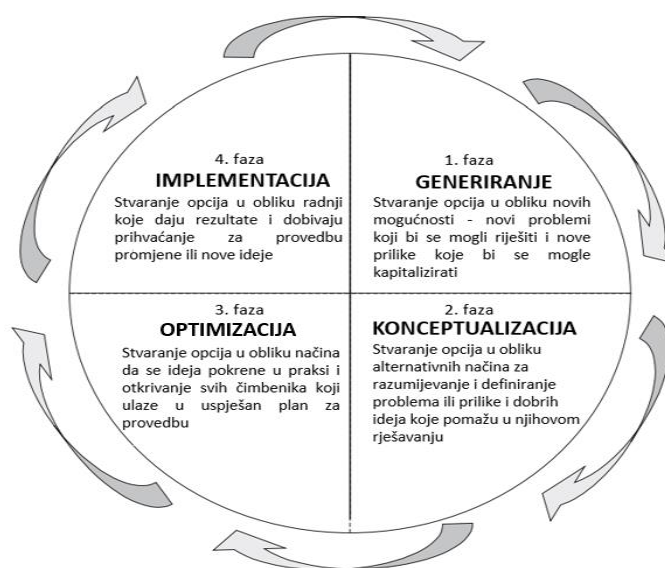 4. faza
IMPLEMENTACIJA
Stvaranje opcija u obliku radnji
koje daju rezultate i dobivaju
prihvaćanje za provedbu
promjene ili nove ideje
1. faza
GENERIRANJE
Stvaranje opcija u obliku novih
mogućnosti - novi problemi
koji bi se mogli riješiti i nove
prilike koje bi se mogle
kapitalizirati
3. faza
OPTIMIZACIJA
Stvaranje opcija u obliku načina
da se ideja pokrene u praksi i
otkrivanje svih čimbenika koji
ulaze u uspješan plan za
provedbu
2. faza
KONCEPTUALIZACIJA
Stvaranje opcija u obliku
alternativnih načina za
razumijevanje i definiranje
problema ili prilike i dobrih
ideja koje pomažu u njihovom
rješavanju